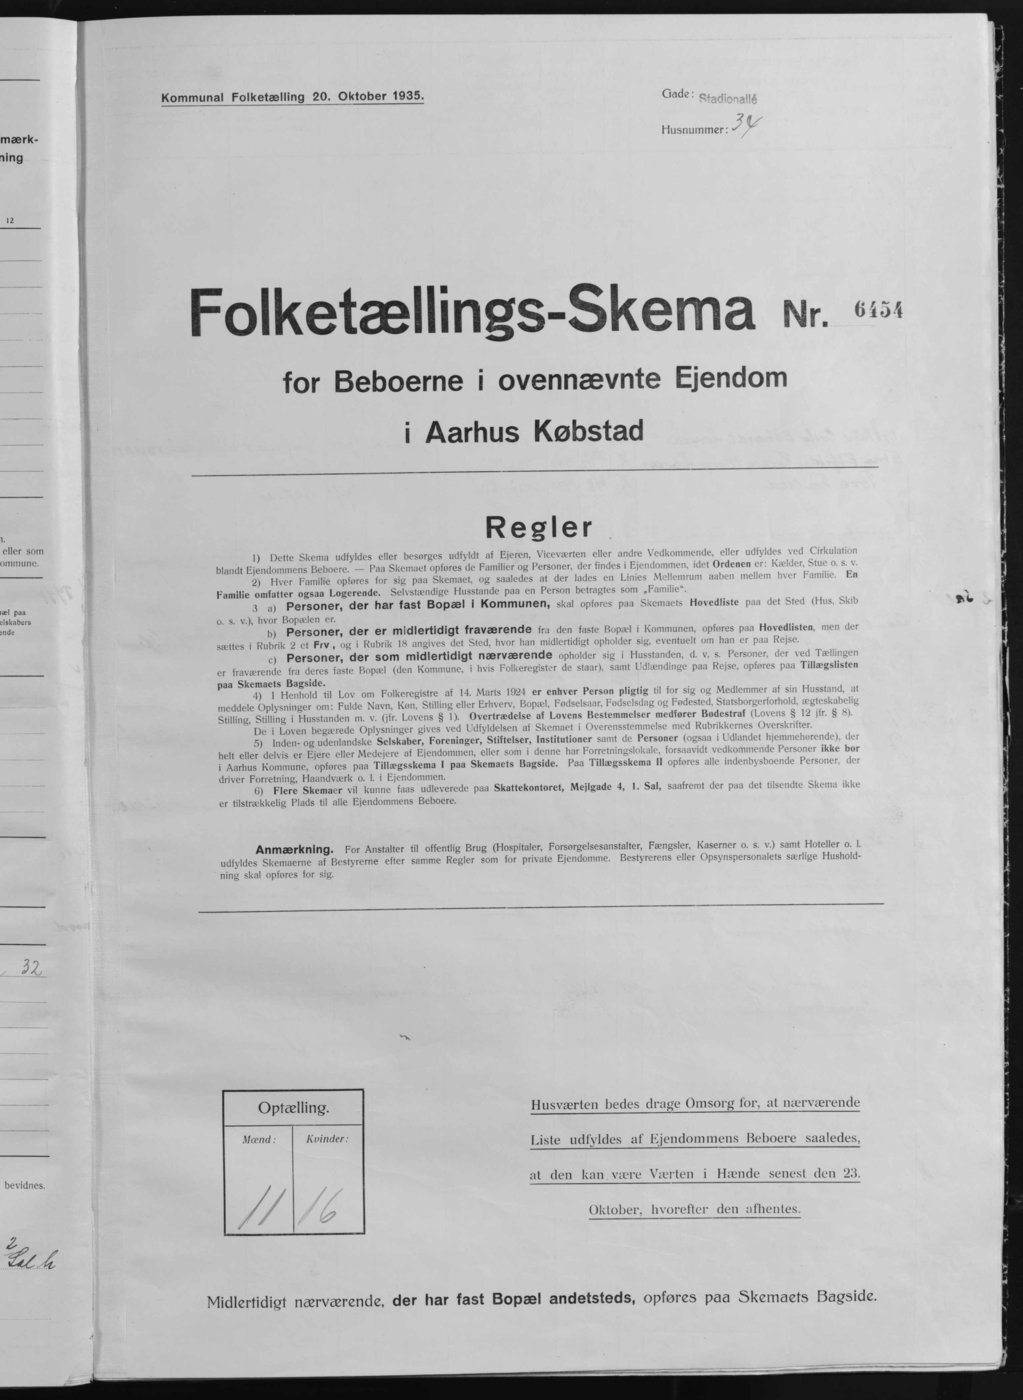 mærk-
ning
12
eller som
ommune.
32
bevidnes.
2
Sal h
Kommunal Folketælling 20. Oktober 1935.
Gade: Stadionallé
Husnummer: 34
Folketællings-Skema Nr. 6454
for Beboerne i ovennævnte Ejendom
i Aarhus Købstad
Regler
1) Dette Skema udfyldes eller besørges udfyldt af Ejeren, Viceværten eller andre Vedkommende, eller udfyldes ved Cirkulation
blandt Ejendommens Beboere. — Paa Skemaet opføres de Familier og Personer, der findes i Ejendommen, idet Ordenen er: Kælder, Stue o. s. v.
2) Hver Familie opføres for sig paa Skemaet, og saaledes at der lades en Linies Mellemrum aaben mellem hver Familie. En
Familie omfatter ogsaa Logerende. Selvstændige Husstande paa en Person betragtes som „Familie".
3 a) Personer, der har fast Bopæl i Kommunen, skal opføres paa Skemaets Hovedliste paa det Sted (Hus, Skib
o. s. v.), hvor Bopælen er.
b) Personer, der er midlertidigt fraværende fra den faste Bopæl i Kommunen, opføres paa Hovedlisten, men der
sættes i Rubrik 2 et Frv., og i Rubrik 18 angives det Sted, hvor han midlertidigt opholder sig, eventuelt om han er paa Rejse.
c) Personer, der som midlertidigt nærværende opholder sig i Husstanden, d. v. s. Personer, der ved Tællingen
er fraværende fra deres faste Bopæl (den Kommune, i hvis Folkeregister de staar), samt Udlændinge paa Rejse, opføres paa Tillægslisten
paa Skemaets Bagside.
4) I Henhold til Lov om Folkeregistre af 14. Marts 1924 er enhver Person pligtig til for sig og Medlemmer af sin Husstand, at
meddele Oplysninger om: Fulde Navn, Køn, Stilling eller Erhverv, Bopæl, Fødselsaar, Fødselsdag og Fødested, Statsborgerforhold, ægteskabelig
Stilling, Stilling i Husstanden m. v. (jfr. Lovens § 1). Overtrædelse af Lovens Bestemmelser medfører Bødestraf (Lovens § 12 jfr. § 8).
De i Loven begærede Oplysninger gives ved Udfyldelsen af Skemaet i Overensstemmelse med Rubrikkernes Overskrifter.
5) Inden- og udenlandske Selskaber, Foreninger, Stiftelser, Institutioner samt de Personer (ogsaa i Udlandet hjemmehørende), der
helt eller delvis er Ejere eller Medejere af Ejendommen, eller som i denne har Forretningslokale, forsaavidt vedkommende Personer ikke bor
i Aarhus Kommune, opføres paa Tillægsskema I paa Skemaets Bagside. Paa Tillægsskema II opføres alle indenbysboende Personer, der
driver Forretning, Haandværk o. l. i Ejendommen.
6) Flere Skemaer vil kunne faas udleverede paa Skattekontoret, Mejlgade 4, 1. Sal, saafremt der paa det tilsendte Skema ikke
er tilstrækkelig Plads til alle Ejendommens Beboere.
Anmærkning. For Anstalter til offentlig Brug (Hospitaler, Forsørgelsesanstalter, Fængsler, Kaserner o. s. v.) samt Hoteller o. l.
udfyldes Skemaerne af Bestyrerne efter samme Regler som for private Ejendomme. Bestyrerens eller Opsynspersonalets særlige Hushold-
ning skal opføres for sig.
Optælling.
Mænd: Kvinder:
11 16
Husværten bedes drage Omsorg for, at nærværende
Liste udfyldes af Ejendommens Beboere saaledes,
at den kan være Værten i Hænde senest den 23.
Oktober, hvorefter den afhentes.
Midlertidigt nærværende, der har fast Bopæl andetsteds, opføres paa Skemaets Bagside.